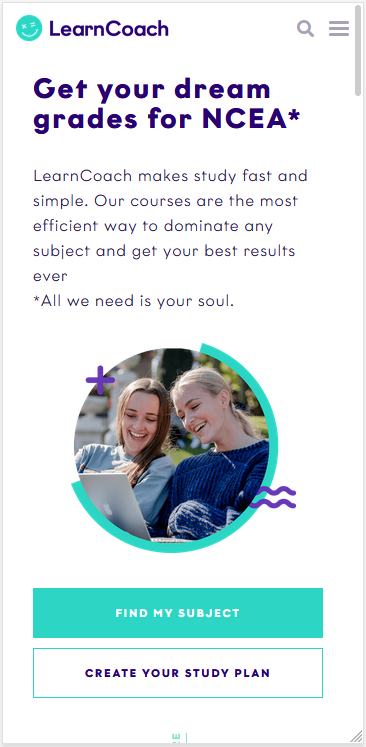 LearnCoach
Get your dream
grades for NCEA*
LearnCoach makes study fast and
simple. Our courses are the most
efficient way to dominate any
subject and get your best results
ever
*All we need is your soul.
FIND MY SUBJECT
CREATE YOUR STUDY PLAN